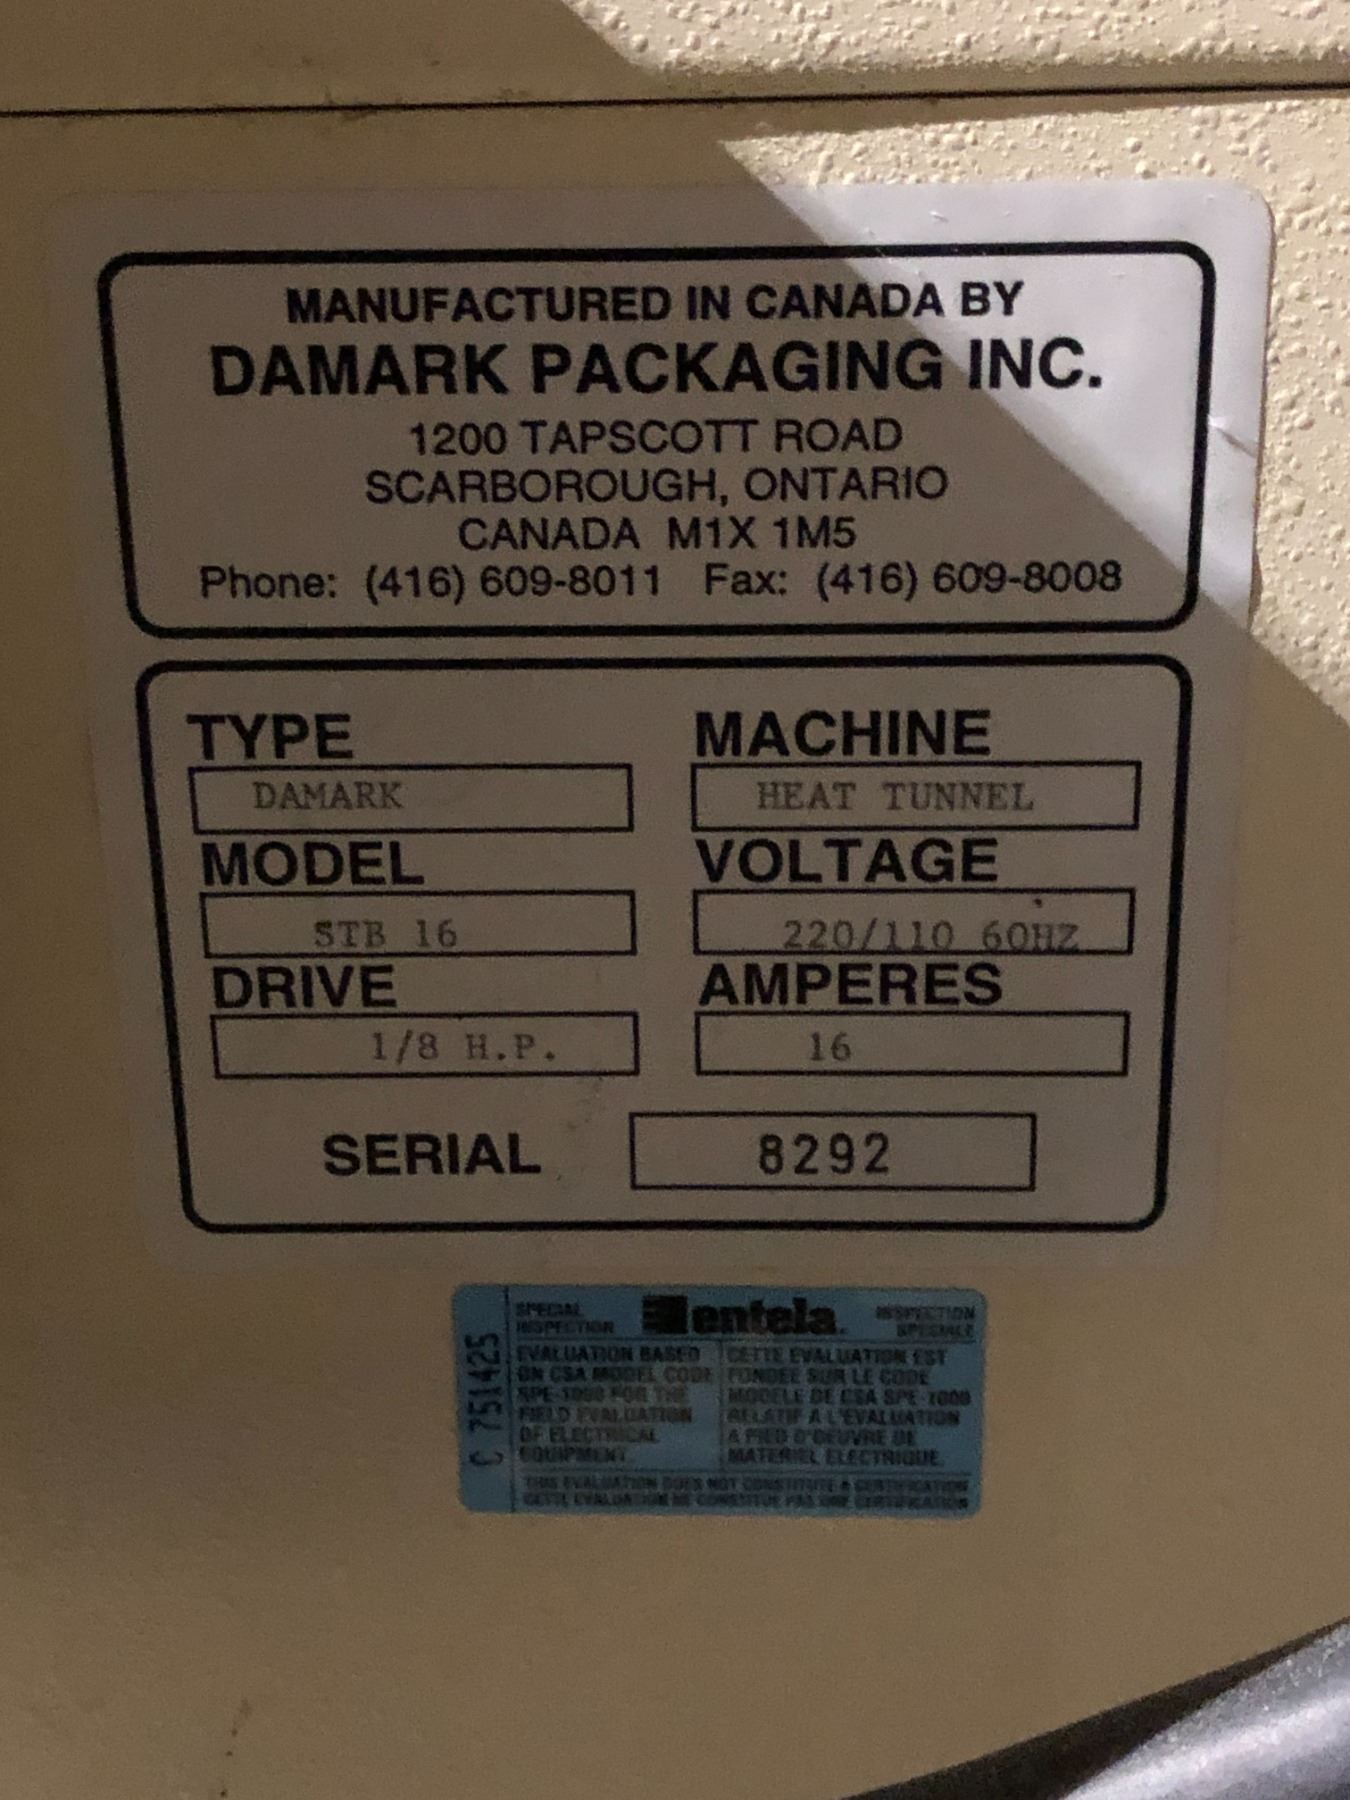 MANUFACTURED IN CANADA BY
DAMARK PACKAGING INC.
1200 TAPSCOTT ROAD
SCARBOROUGH, ONTARIO
CANADA M1X 1M5
Phone: (416) 609-8011 Fax: (416) 609-8008
TYPE MACHINE
DAMARK HEAT TUNNEL
MODEL VOLTAGE
STB 16 220/110 60HZ
DRIVE AMPERES
1/8 H.P. 16
SERIAL 8292
C 751425
SPECIAL INSPECTION
entela.
INSPECTION SPÉCIALE
EVALUATION BASED
ON CSA MODEL CODE
SPE-1000 FOR THE
FIELD EVALUATION
OF ELECTRICAL
EQUIPMENT.
CETTE EVALUATION EST
FONDEE SUR LE CODE
MODELE DE CSA SPE-1000
RELATIF A L'EVALUATION
A PIED D'OEUVRE DE
MATERIEL ELECTRIQUE.
THIS EVALUATION DOES NOT CONSTITUTE A CERTIFICATION
CETTE EVALUATION NE CONSTITUE PAS UNE CERTIFICATION